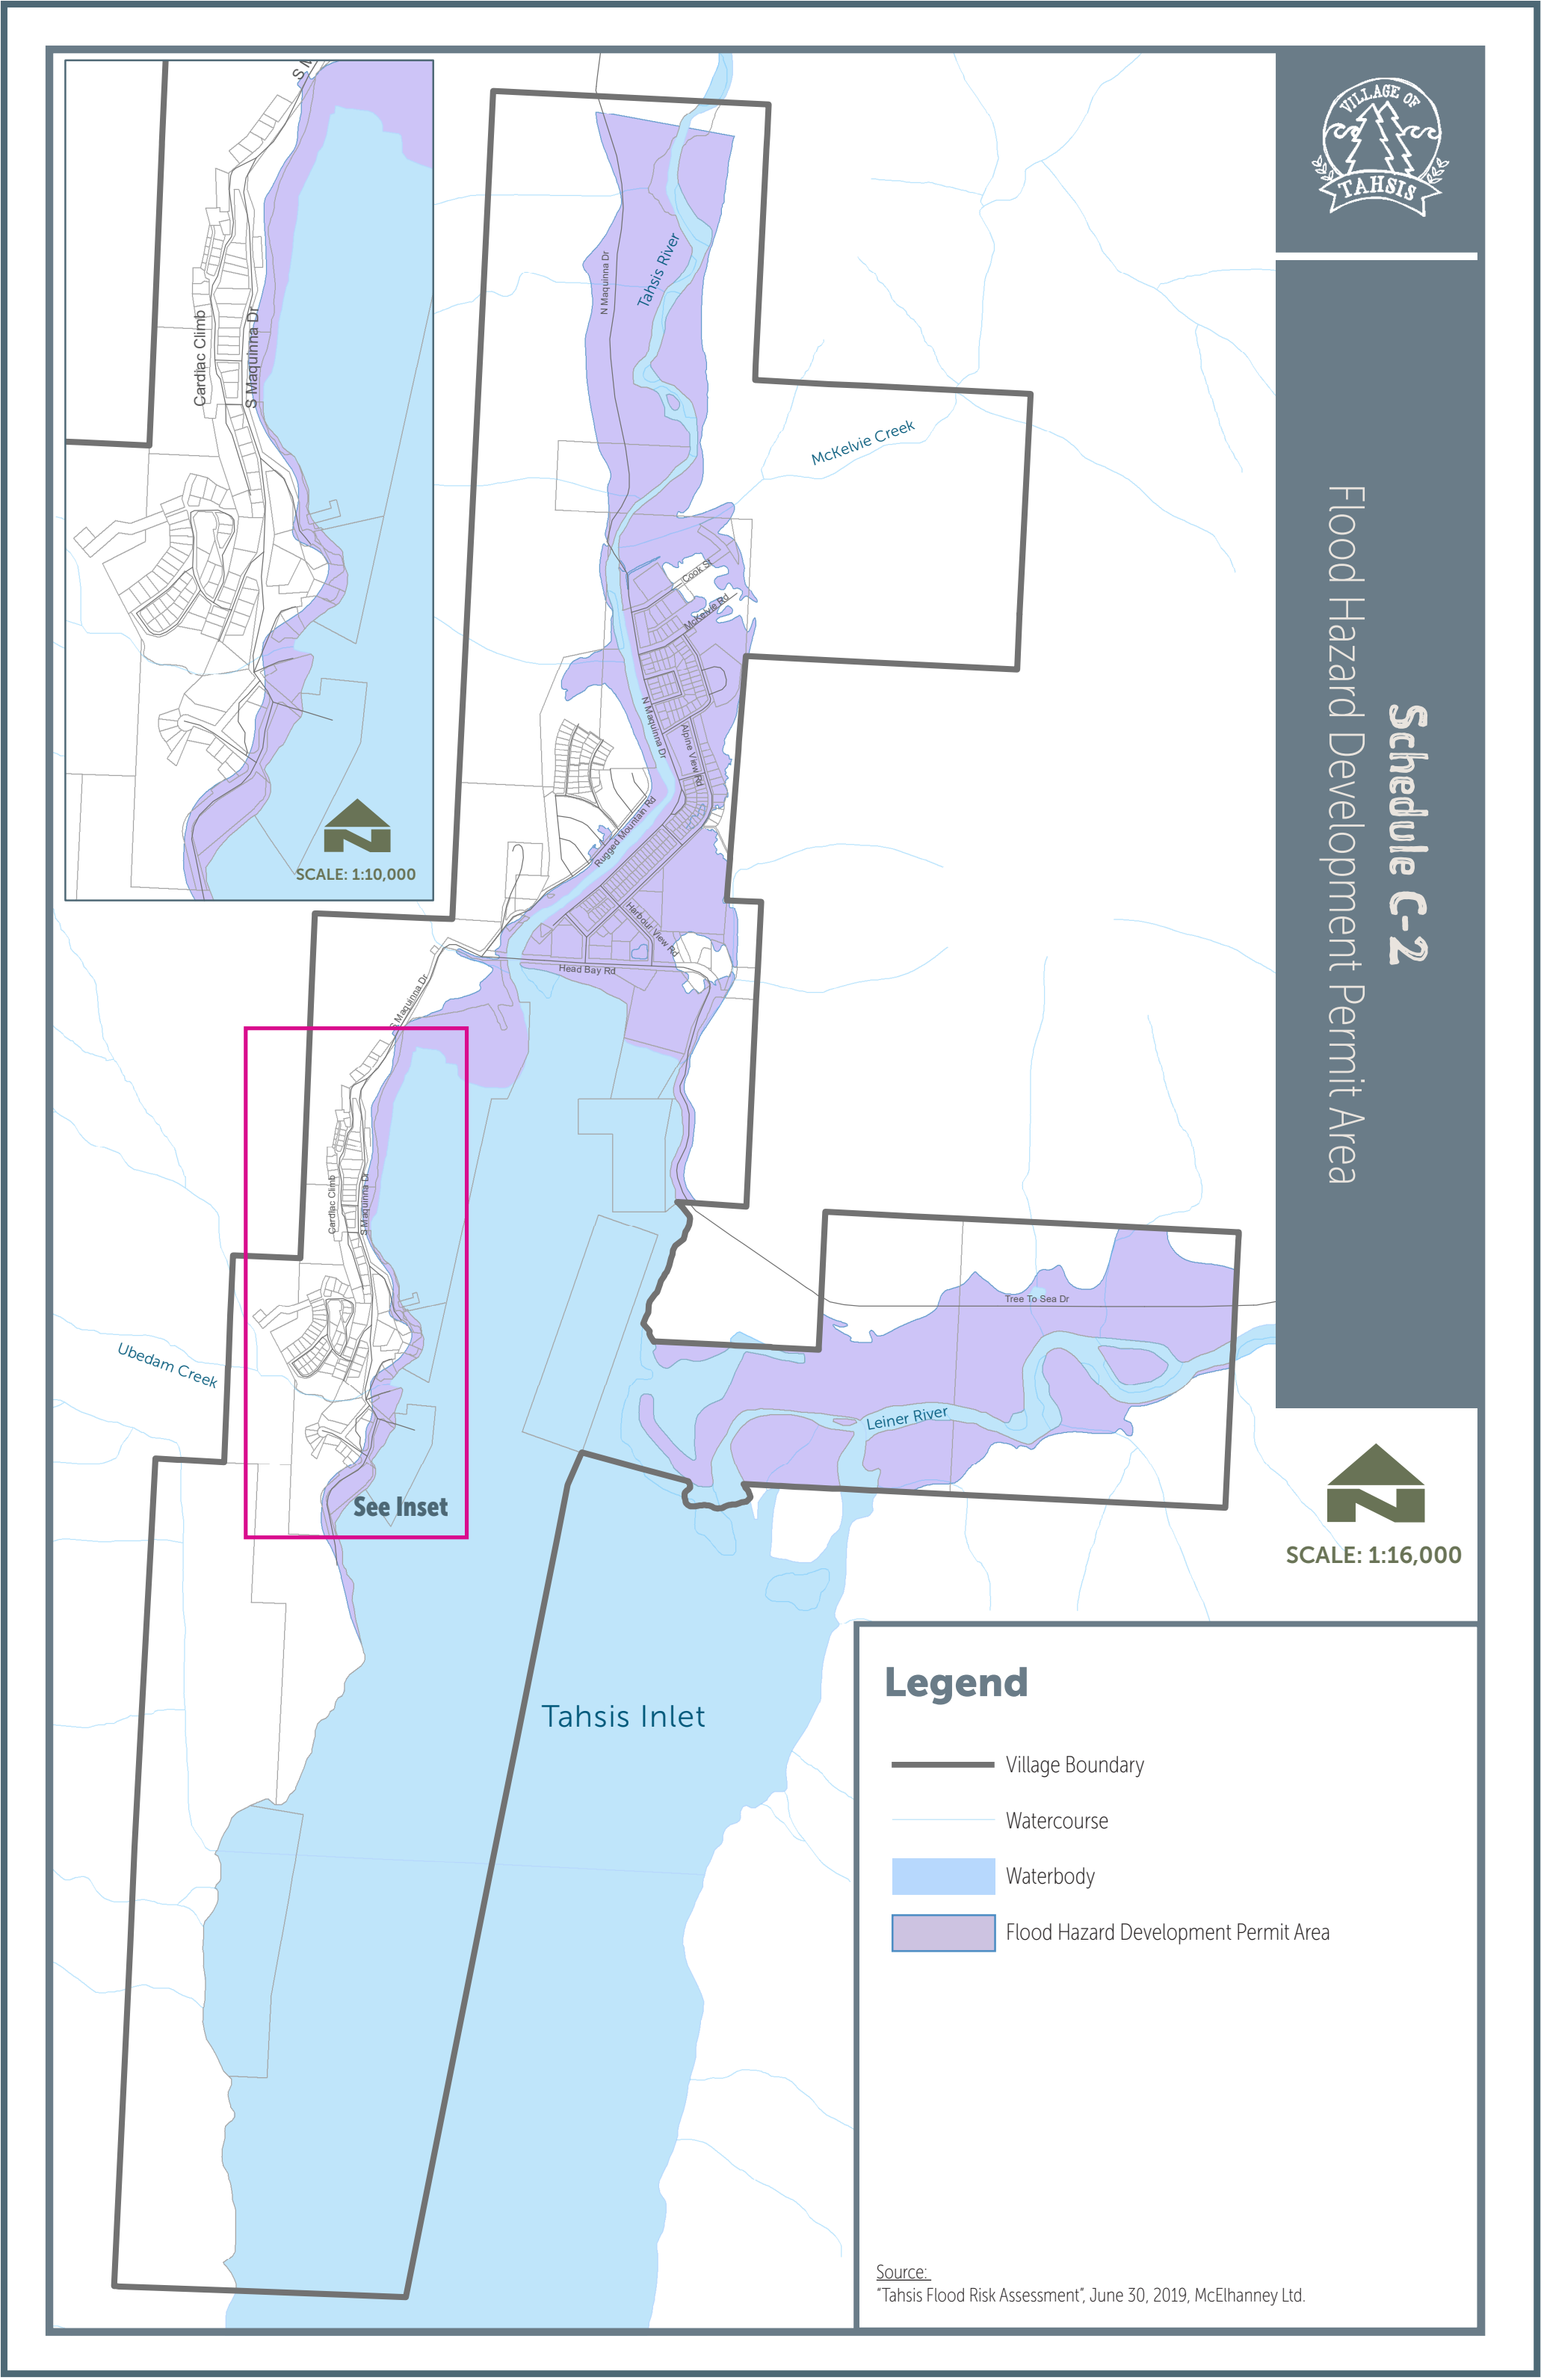 VILLAGE OF
TAHSIS
Schedule C-2
Flood Hazard Development Permit Area
S M
Cardiac Climb
S Maquinna Dr
SCALE: 1:10,000
N Maquinna Dr
Tahsis River
McKelvie Creek
Cook St
McKelvie Rd
N Maquinna Dr
Alpine View Rd
Rugged Mountain Rd
Harbour View Rd
Head Bay Rd
S Maquinna Dr
Cardiac Climb
S Maquinna Dr
Tree To Sea Dr
Ubedam Creek
Leiner River
See Inset
SCALE: 1:16,000
Tahsis Inlet
Legend
Village Boundary
Watercourse
Waterbody
Flood Hazard Development Permit Area
Source:
"Tahsis Flood Risk Assessment", June 30, 2019, McElhanney Ltd.